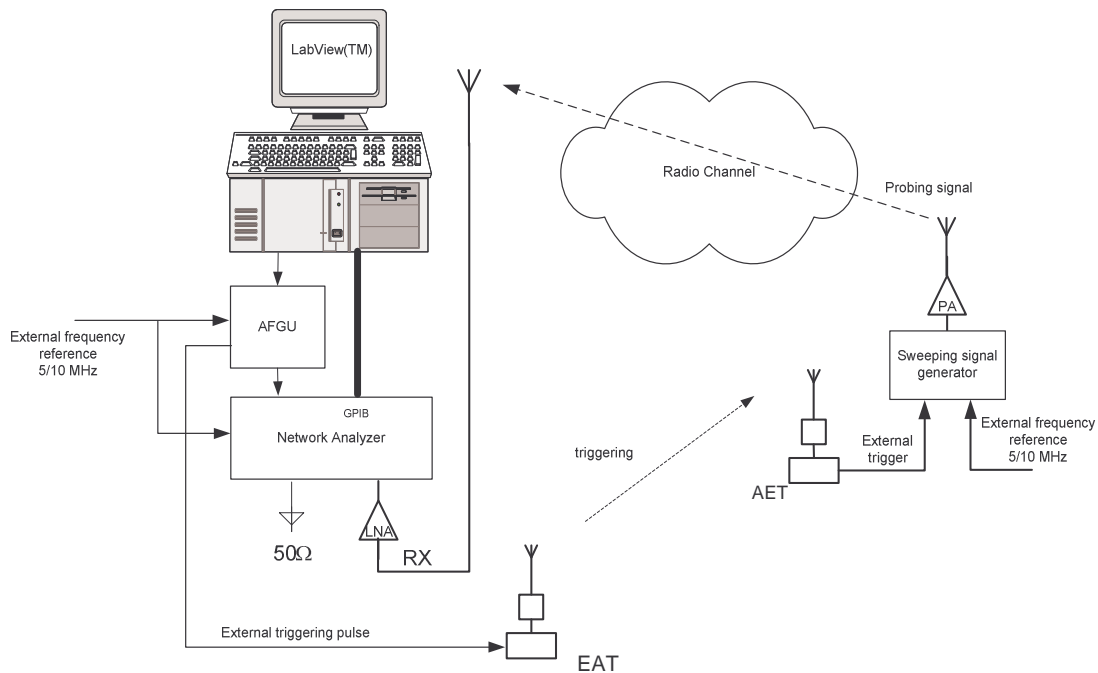 LabView(TM)
Radio Channel
Probing signal
PA
Sweeping signal
generator
AFGU
External frequency
reference
5/10 MHz
GPIB
Network Analyzer
triggering
External
trigger
External frequency
reference
5/10 MHz
AET
LNA
50Ω
RX
External triggering pulse
EAT